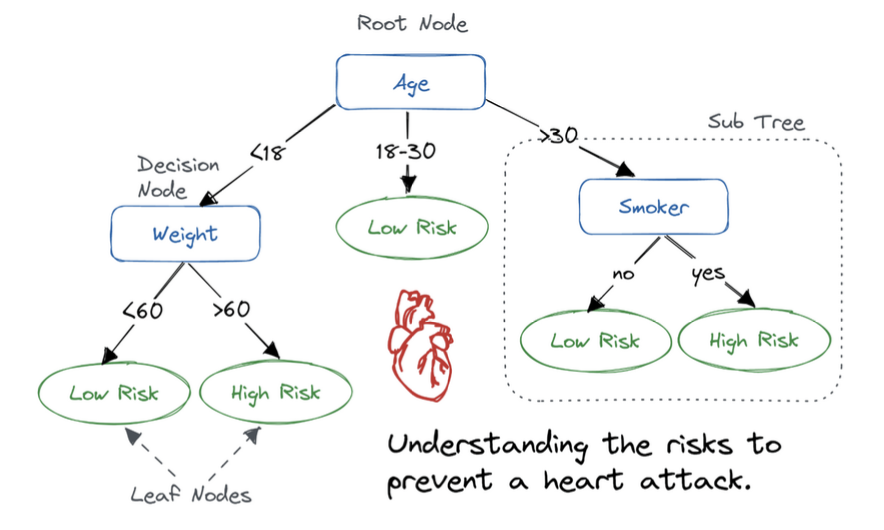 Root Node
Age
<18
18-30
>30
Sub Tree
Decision
Node
Weight
Low Risk
Smoker
<60
>60
no
yes
Low Risk
High Risk
Low Risk
High Risk
Leaf Nodes
Understanding the risks to
prevent a heart attack.